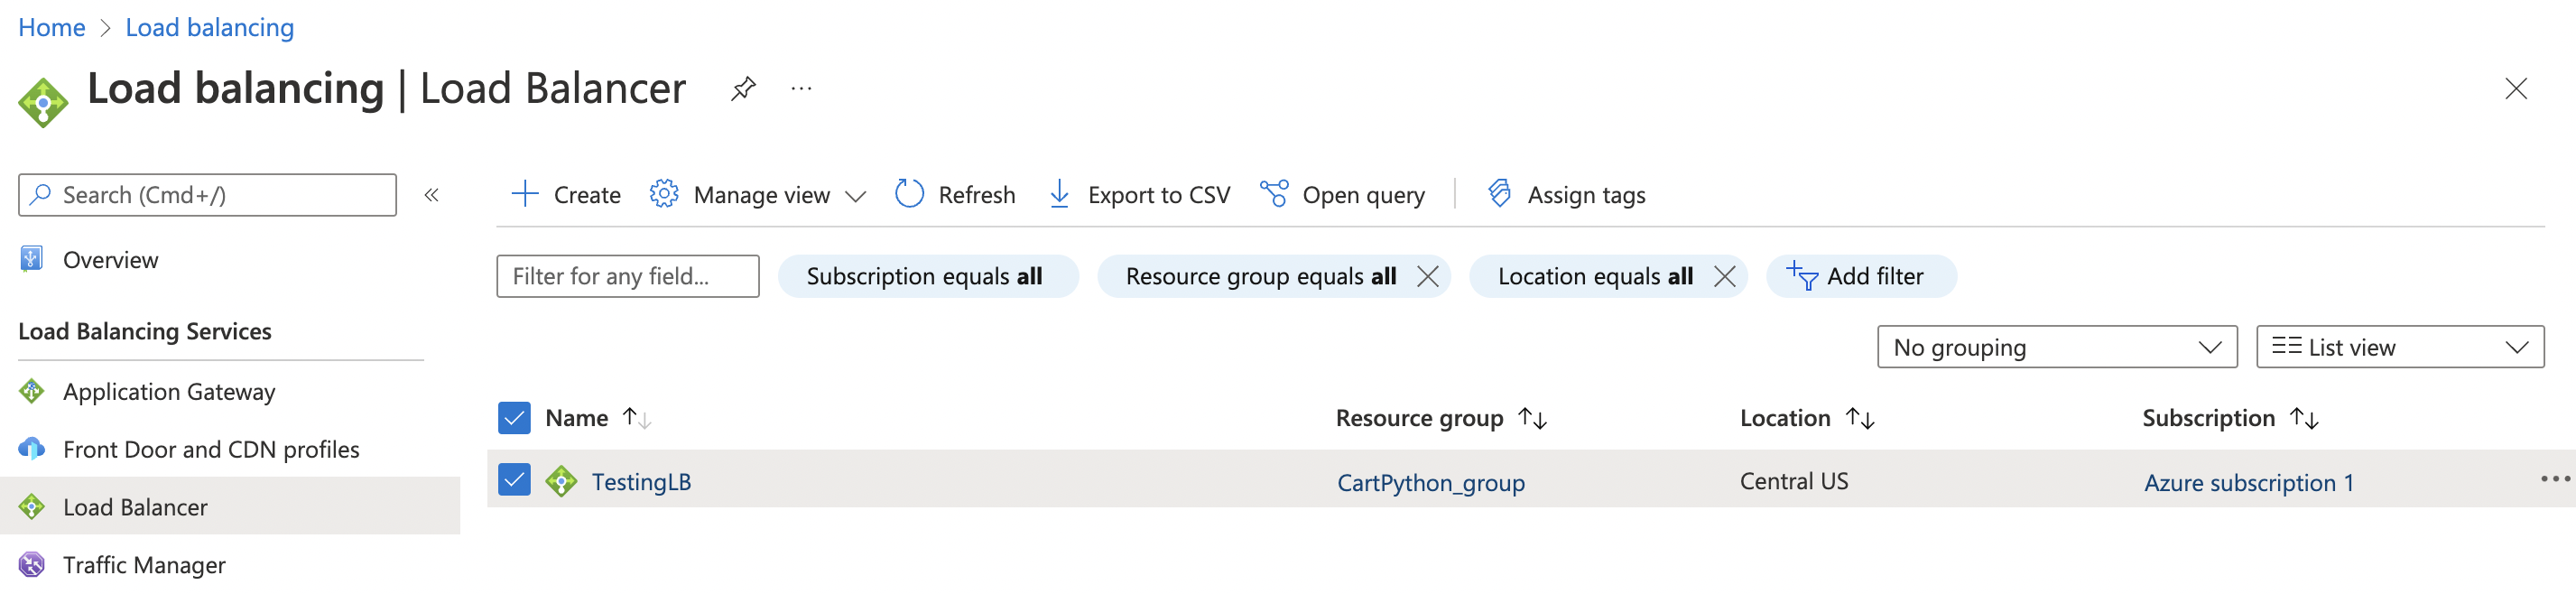 Home > Load balancing
Load balancing | Load Balancer ...
Search (Cmd+/) «
Create Manage view Refresh Export to CSV Open query Assign tags
Overview
Filter for any field... Subscription equals all Resource group equals all Location equals all Add filter
Load Balancing Services
No grouping List view
Application Gateway
Name Resource group Location Subscription
Front Door and CDN profiles
TestingLB CartPython_group Central US Azure subscription 1 ...
Load Balancer
Traffic Manager